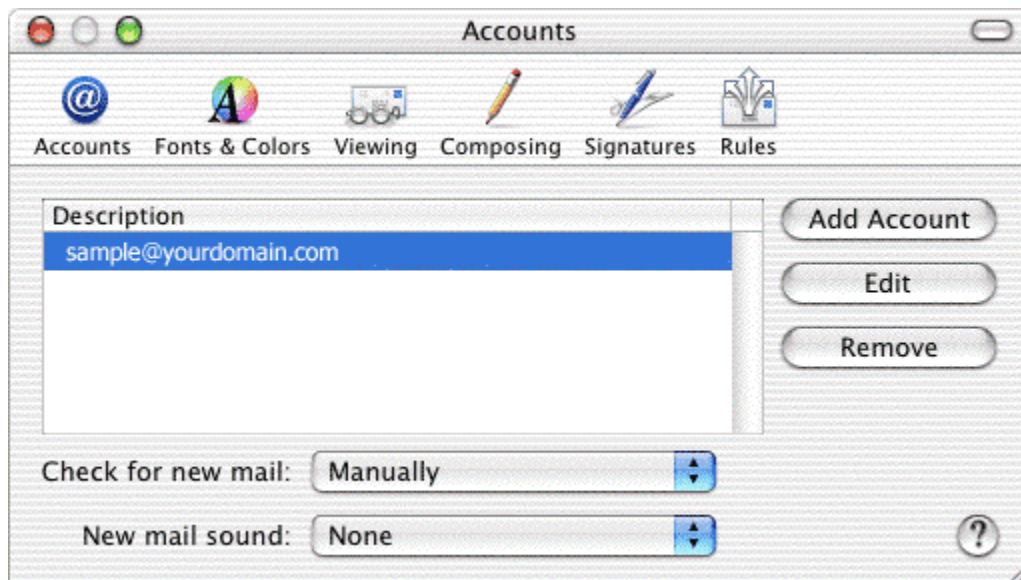 Accounts
Accounts Fonts & Colors Viewing Composing Signatures Rules
Description
sample@yourdomain.com
Add Account
Edit
Remove
Check for new mail: Manually
New mail sound: None
?